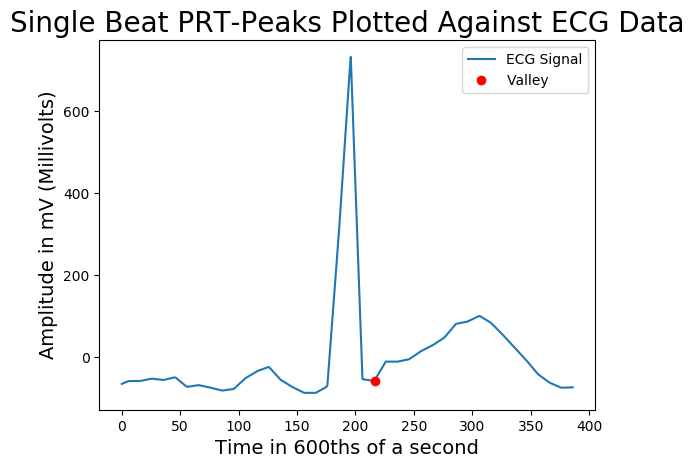 Single Beat PRT-Peaks Plotted Against ECG Data
ECG Signal
Valley
Amplitude in mV (Millivolts)
600
400
200
0
0 50 100 150 200 250 300 350 400
Time in 600ths of a second